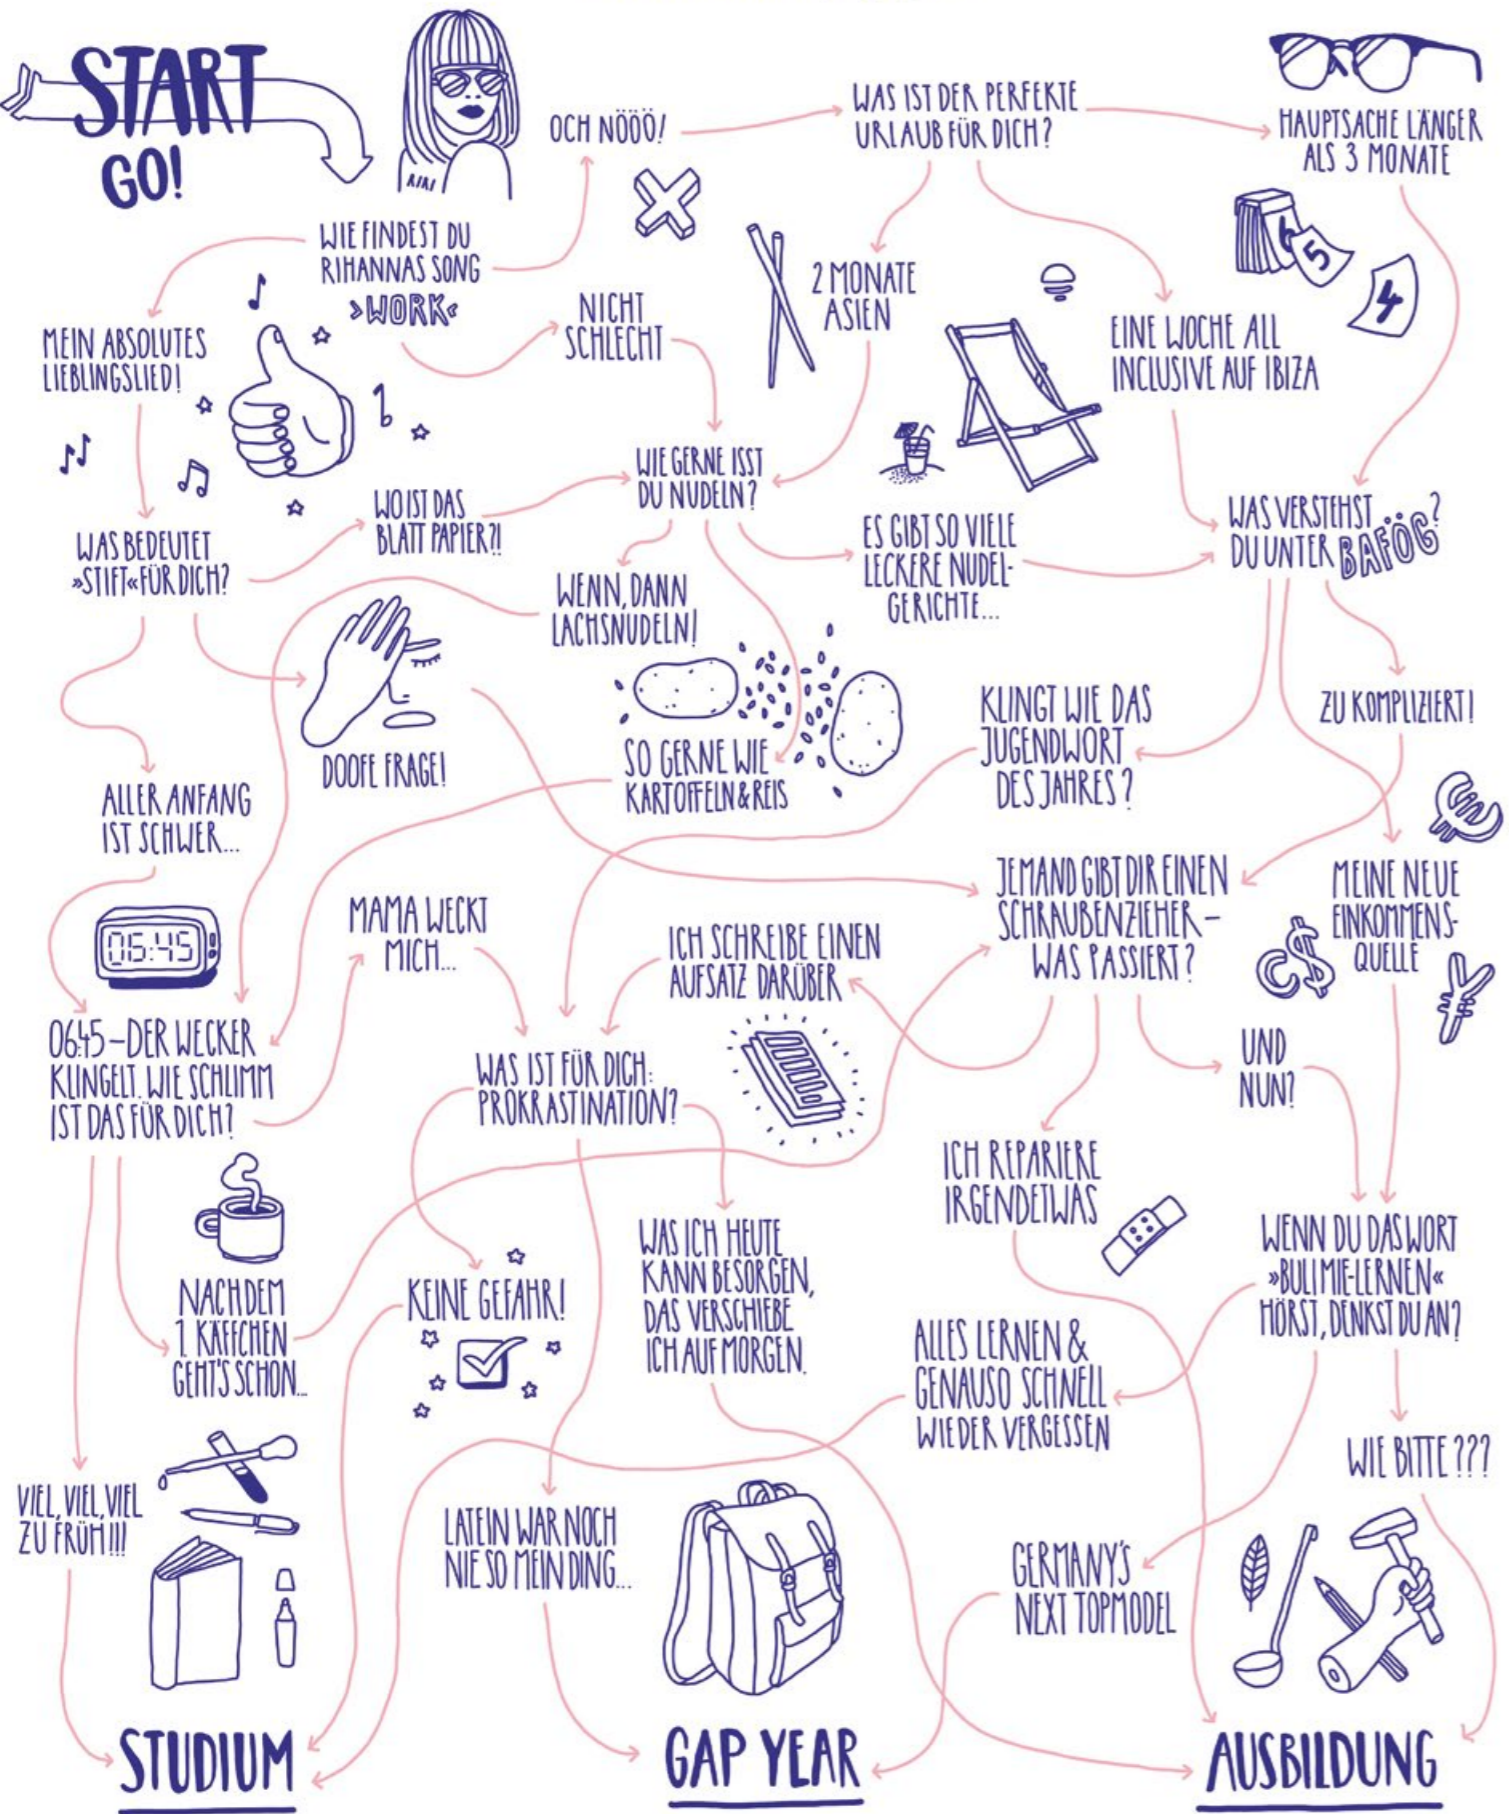 START
GO!
RIRI
OCH NÖÖÖ!
WAS IST DER PERFEKTE
URLAUB FÜR DICH?
HAUPTSACHE LÄNGER
ALS 3 MONATE
WIE FINDEST DU
RIHANNAS SONG
»WORK«
6
5
4
2 MONATE
ASIEN
NICHT
SCHLECHT
MEIN ABSOLUTES
LIEBLINGSLIED!
EINE WOCHE ALL
INCLUSIVE AUF IBIZA
WIE GERNE ISST
DU NUDELN?
WO IST DAS
BLATT PAPIER?!
WAS BEDEUTET
»STIFT« FÜR DICH?
ES GIBT SO VIELE
LECKERE NUDEL-
GERICHTE...
WAS VERSTEHST
DU UNTER BAFÖG?
WENN, DANN
LACHSNUDELN!
DOOFE FRAGE!
SO GERNE WIE
KARTOFFELN & REIS
KLINGT WIE DAS
JUGENDWORT
DES JAHRES?
ZU KOMPLIZIERT!
ALLER ANFANG
IST SCHWER...
€
JEMAND GIBT DIR EINEN
SCHRAUBENZIEHER –
WAS PASSIERT?
MEINE NEUE
EINKOMMENS-
QUELLE
C$
¥
06:45
MAMA WECKT
MICH...
ICH SCHREIBE EINEN
AUFSATZ DARÜBER
06:45 – DER WECKER
KLINGELT. WIE SCHLIMM
IST DAS FÜR DICH?
WAS IST FÜR DICH:
PROKRASTINATION?
UND
NUN?
ICH REPARIERE
IRGENDETWAS
NACH DEM
1. KÄFFCHEN
GEHT'S SCHON...
KEINE GEFAHR!
WAS ICH HEUTE
KANN BESORGEN,
DAS VERSCHIEBE
ICH AUF MORGEN.
WENN DU DAS WORT
»BULIMIE-LERNEN«
HÖRST, DENKST DU AN?
ALLES LERNEN &
GENAUSO SCHNELL
WIEDER VERGESSEN
WIE BITTE???
VIEL, VIEL, VIEL
ZU FRÜH!!!
LATEIN WAR NOCH
NIE SO MEIN DING...
GERMANY'S
NEXT TOPMODEL
STUDIUM
GAP YEAR
AUSBILDUNG